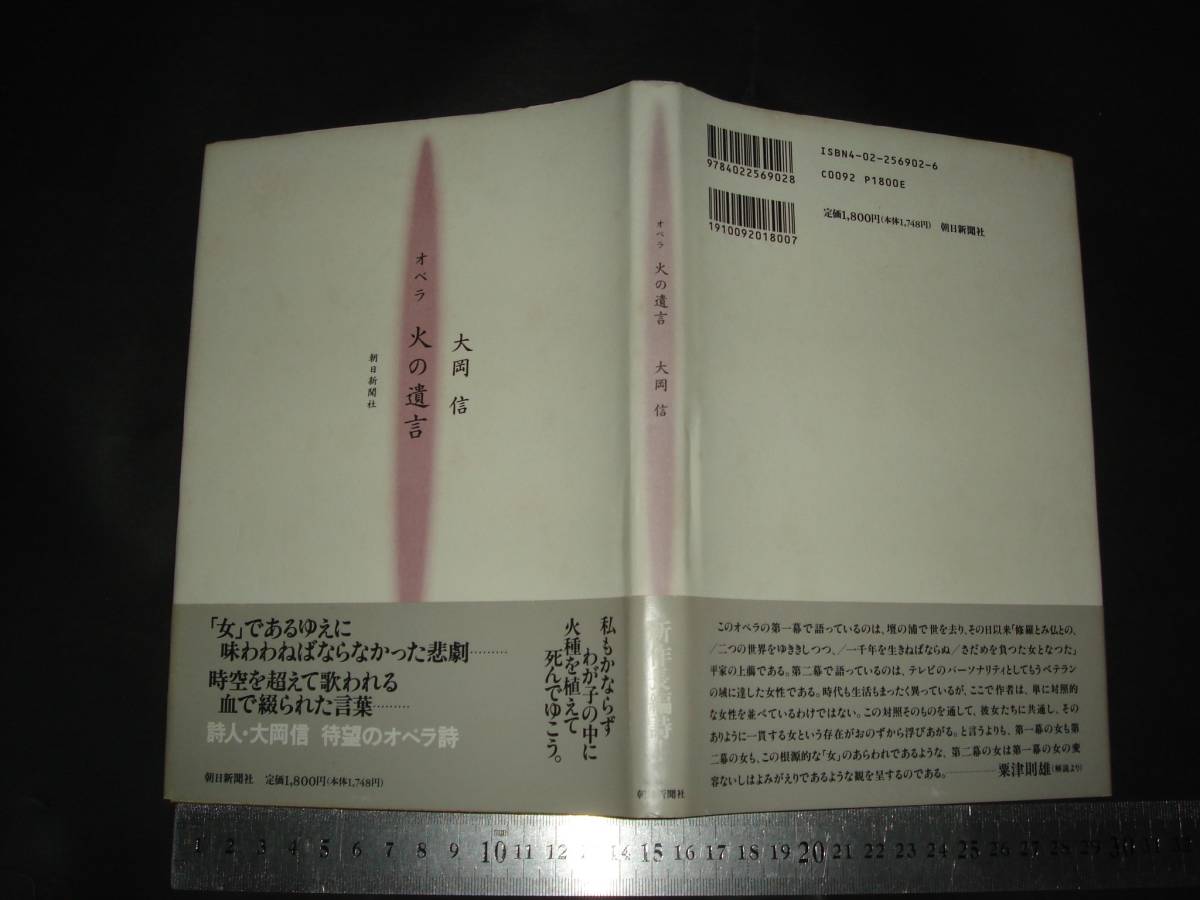 オペラ
火の遺言
大岡 信
朝日新聞社
「女」であるゆえに
味わわねばならなかった悲劇………
時空を超えて歌われる
血で綴られた言葉………
詩人・大岡信 待望のオペラ詩
朝日新聞社 定価1,800円(本体1,748円)
私もかならず
わが子の中に
火種を植えて
死んでゆこう。
オペラ 火の遺言 大岡 信
新作長編詩!
朝日新聞社
9784022569028
ISBN4-02-256902-6
C0092 P1800E
1910092018007
定価1,800円(本体1,748円) 朝日新聞社
このオペラの第一幕で語っているのは、壇の浦で世を去り、その日以来「修羅とみ仏との、
/二つの世界をゆききしつつ、/一千年を生きねばならぬ/さだめを負つた女となつた」
平家の上﨟である。第二幕で語っているのは、テレビのパーソナリティとしてもうベテラン
の域に達した女性である。時代も生活もまったく異っているが、ここで作者は、単に対照的
な女性を並べているわけではない。この対照そのものを通して、彼女たちに共通し、その
ありように一貫する女という存在がおのずから浮びあがる。と言うよりも、第一幕の女も第
二幕の女も、この根源的な「女」のあらわれであるような、第二幕の女は第一幕の女の変
容ないしはよみがえりであるような観を呈するのである。――粟津則雄(解説より)
1 2 3 4 5 6 7 8 9 10 11 12 13 14 15 16 17 18 19 20 21 22 23 24 25 26 27 28 29 30 31